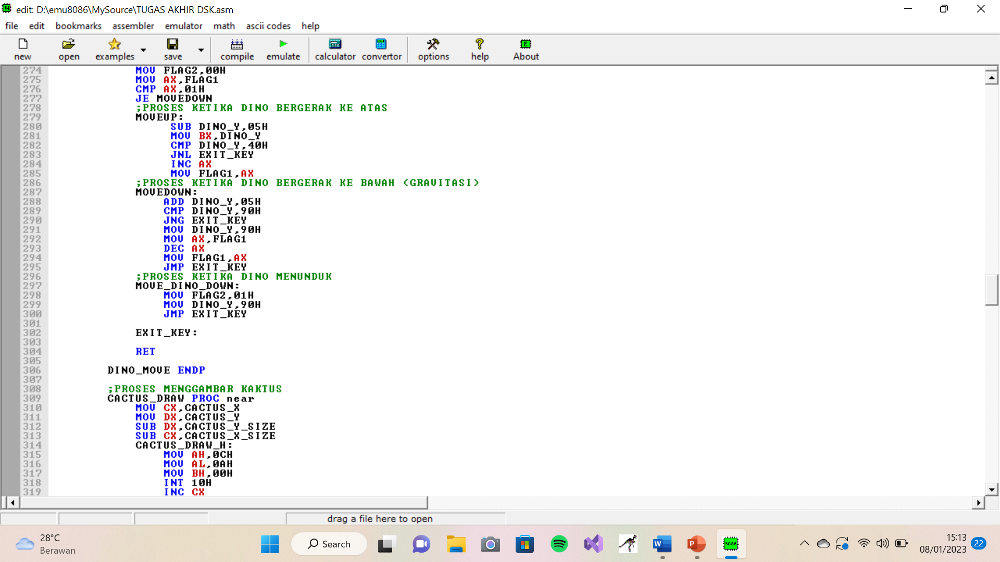 edit: D:\emu8086\MySource\TUGAS AKHIR DSK.asm
file edit bookmarks assembler emulator math ascii codes help
new open examples save compile emulate calculator convertor options help About
274 MOV FLAG2,00H
275 MOV AX,FLAG1
276 CMP AX,01H
277 JE MOVEDOWN
278 ;PROSES KETIKA DINO BERGERAK KE ATAS
279 MOVEUP:
280 SUB DINO_Y,05H
281 MOV BX,DINO_Y
282 CMP DINO_Y,40H
283 JNL EXIT_KEY
284 INC AX
285 MOV FLAG1,AX
286 ;PROSES KETIKA DINO BERGERAK KE BAWAH (GRAVITASI)
287 MOVEDOWN:
288 ADD DINO_Y,05H
289 CMP DINO_Y,90H
290 JNG EXIT_KEY
291 MOV DINO_Y,90H
292 MOV AX,FLAG1
293 DEC AX
294 MOV FLAG1,AX
295 JMP EXIT_KEY
296 ;PROSES KETIKA DINO MENUNDUK
297 MOVE_DINO_DOWN:
298 MOV FLAG2,01H
299 MOV DINO_Y,90H
300 JMP EXIT_KEY
301
302 EXIT_KEY:
303
304 RET
305
306 DINO_MOVE ENDP
307
308 ;PROSES MENGGAMBAR KAKTUS
309 CACTUS_DRAW PROC near
310 MOV CX,CACTUS_X
311 MOV DX,CACTUS_Y
312 SUB DX,CACTUS_Y_SIZE
313 SUB CX,CACTUS_X_SIZE
314 CACTUS_DRAW_H:
315 MOV AH,0CH
316 MOV AL,0AH
317 MOV BH,00H
318 INT 10H
319 INC CX
drag a file here to open
28°C
Berawan
Search
15:13
08/01/2023
22